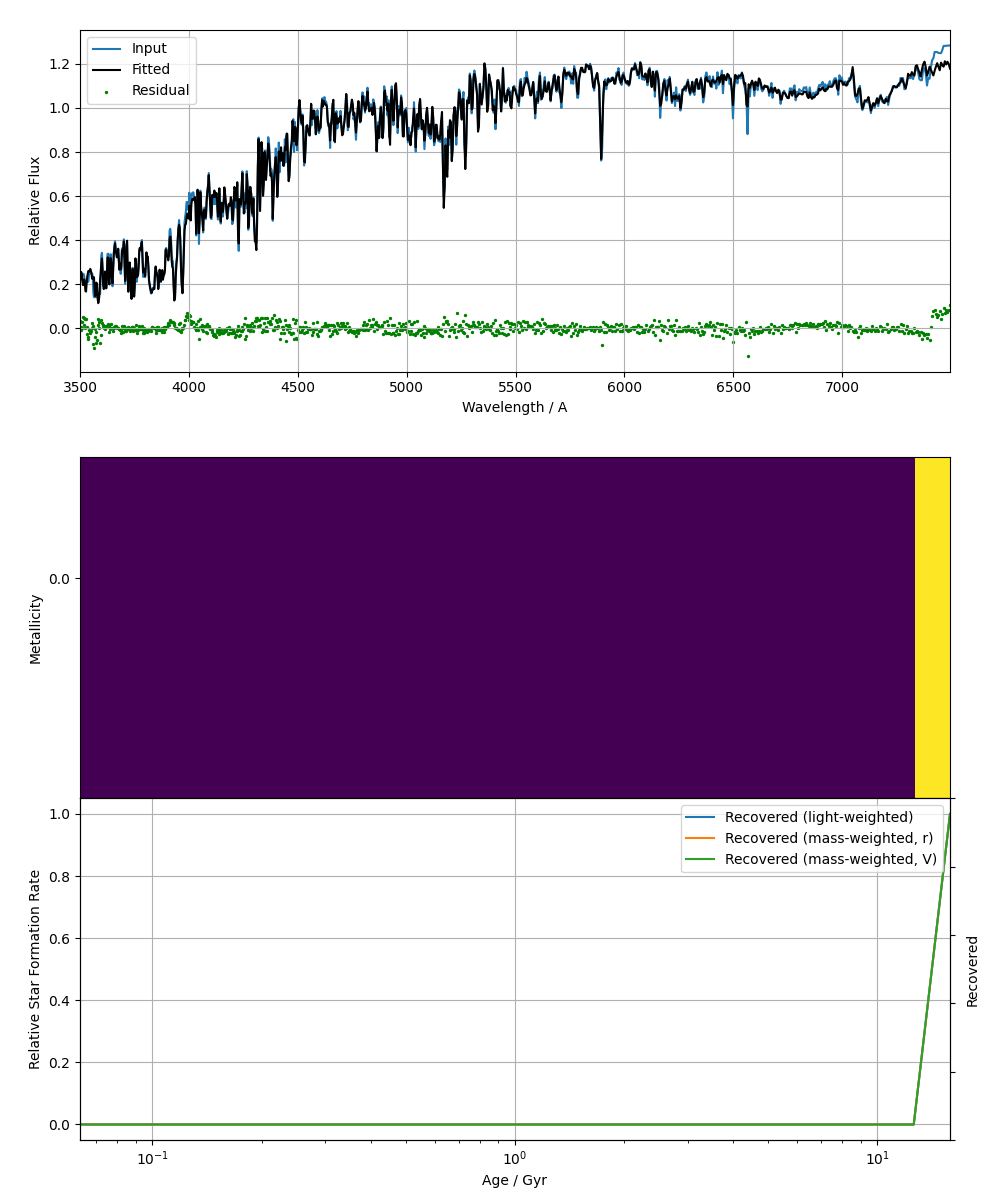 Input
Fitted
Residual
1.2
1.0
0.8
0.6
0.4
0.2
0.0
Relative Flux
3500 4000 4500 5000 5500 6000 6500 7000
Wavelength / A
0.0
Metallicity
Recovered (light-weighted)
Recovered (mass-weighted, r)
Recovered (mass-weighted, V)
1.0
0.8
0.6
0.4
0.2
0.0
Relative Star Formation Rate
Recovered
10⁻¹ 10⁰ 10¹
Age / Gyr